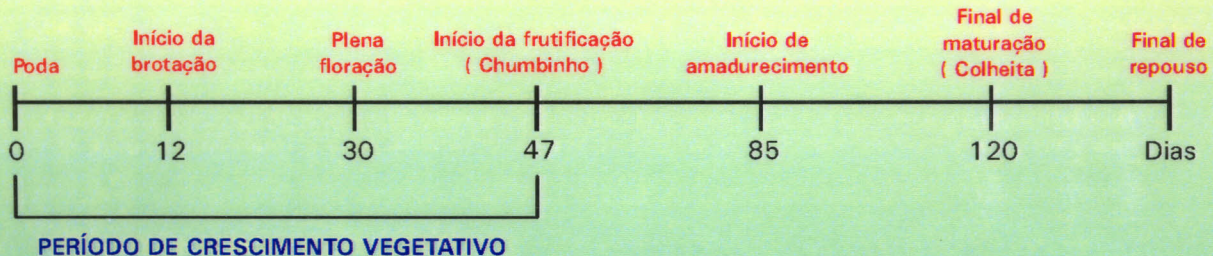 Poda
Início da
brotação
Plena
floração
Início da frutificação
( Chumbinho )
Início de
amadurecimento
Final de
maturação
( Colheita )
Final de
repouso
0
12
30
47
85
120
Dias
PERÍODO DE CRESCIMENTO VEGETATIVO